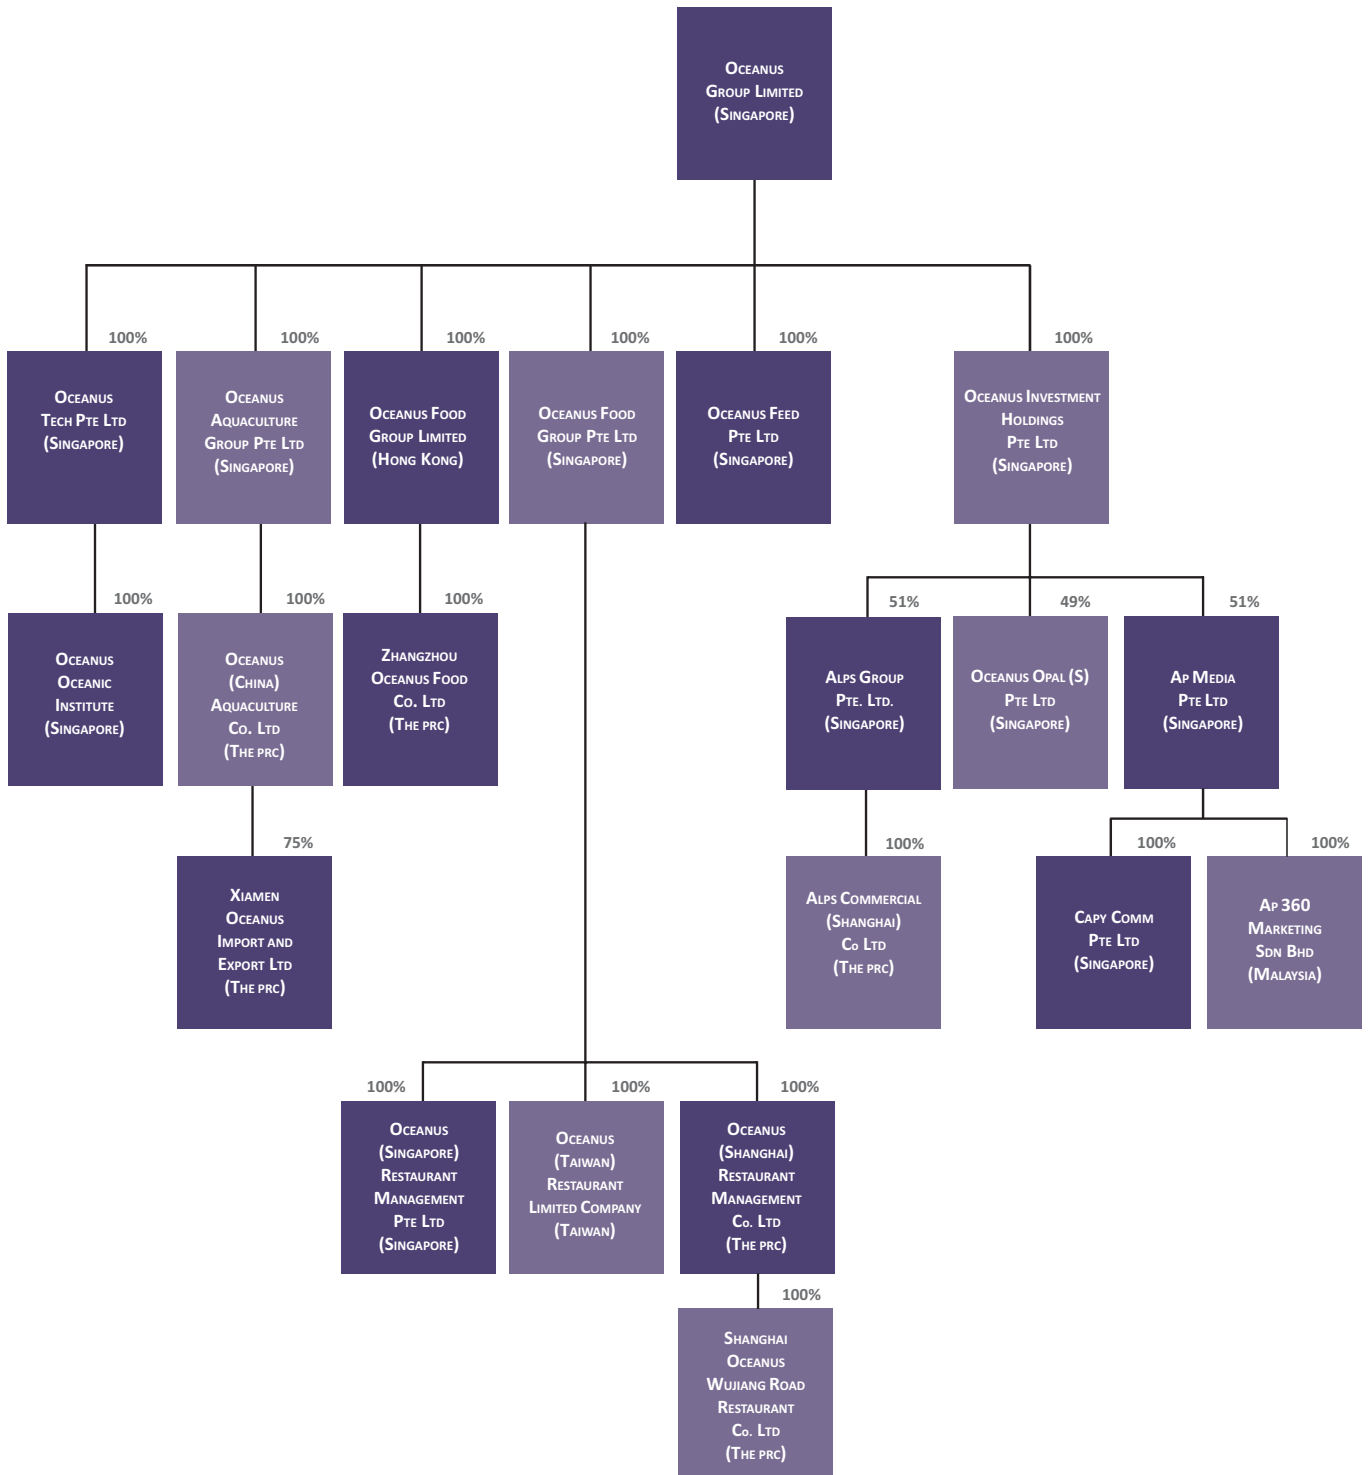 Oceanus
Group Limited
(Singapore)
100%
100%
100%
100%
100%
100%
Oceanus
Tech Pte Ltd
(Singapore)
Oceanus
Aquaculture
Group Pte Ltd
(Singapore)
Oceanus Food
Group Limited
(Hong Kong)
Oceanus Food
Group Pte Ltd
(Singapore)
Oceanus Feed
Pte Ltd
(Singapore)
Oceanus Investment
Holdings
Pte Ltd
(Singapore)
100%
100%
100%
51%
49%
51%
Oceanus
Oceanic
Institute
(Singapore)
Oceanus
(China)
Aquaculture
Co. Ltd
(The prc)
Zhangzhou
Oceanus Food
Co. Ltd
(The prc)
Alps Group
Pte. Ltd.
(Singapore)
Oceanus Opal (S)
Pte Ltd
(Singapore)
Ap Media
Pte Ltd
(Singapore)
75%
100%
100%
100%
Xiamen
Oceanus
Import and
Export Ltd
(The prc)
Alps Commercial
(Shanghai)
Co Ltd
(The prc)
Capy Comm
Pte Ltd
(Singapore)
Ap 360
Marketing
Sdn Bhd
(Malaysia)
100%
100%
100%
Oceanus
(Singapore)
Restaurant
Management
Pte Ltd
(Singapore)
Oceanus
(Taiwan)
Restaurant
Limited Company
(Taiwan)
Oceanus
(Shanghai)
Restaurant
Management
Co. Ltd
(The prc)
100%
Shanghai
Oceanus
Wujiang Road
Restaurant
Co. Ltd
(The prc)